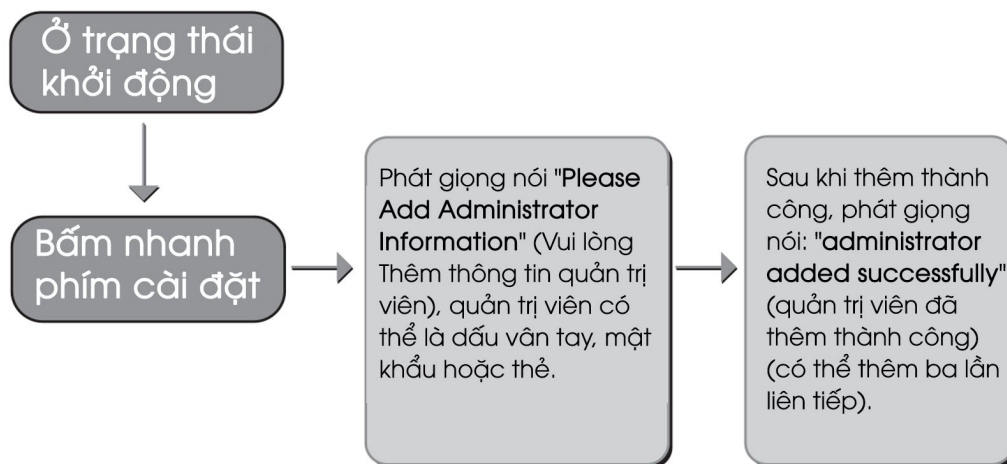 Ở trạng thái
khởi động
Bấm nhanh
phím cài đặt
Phát giọng nói "Please
Add Administrator
Information" (Vui lòng
Thêm thông tin quản trị
viên), quản trị viên có
thể là dấu vân tay, mật
khẩu hoặc thẻ.
Sau khi thêm thành
công, phát giọng
nói: "administrator
added successfully"
(quản trị viên đã
thêm thành công)
(có thể thêm ba lần
liên tiếp).